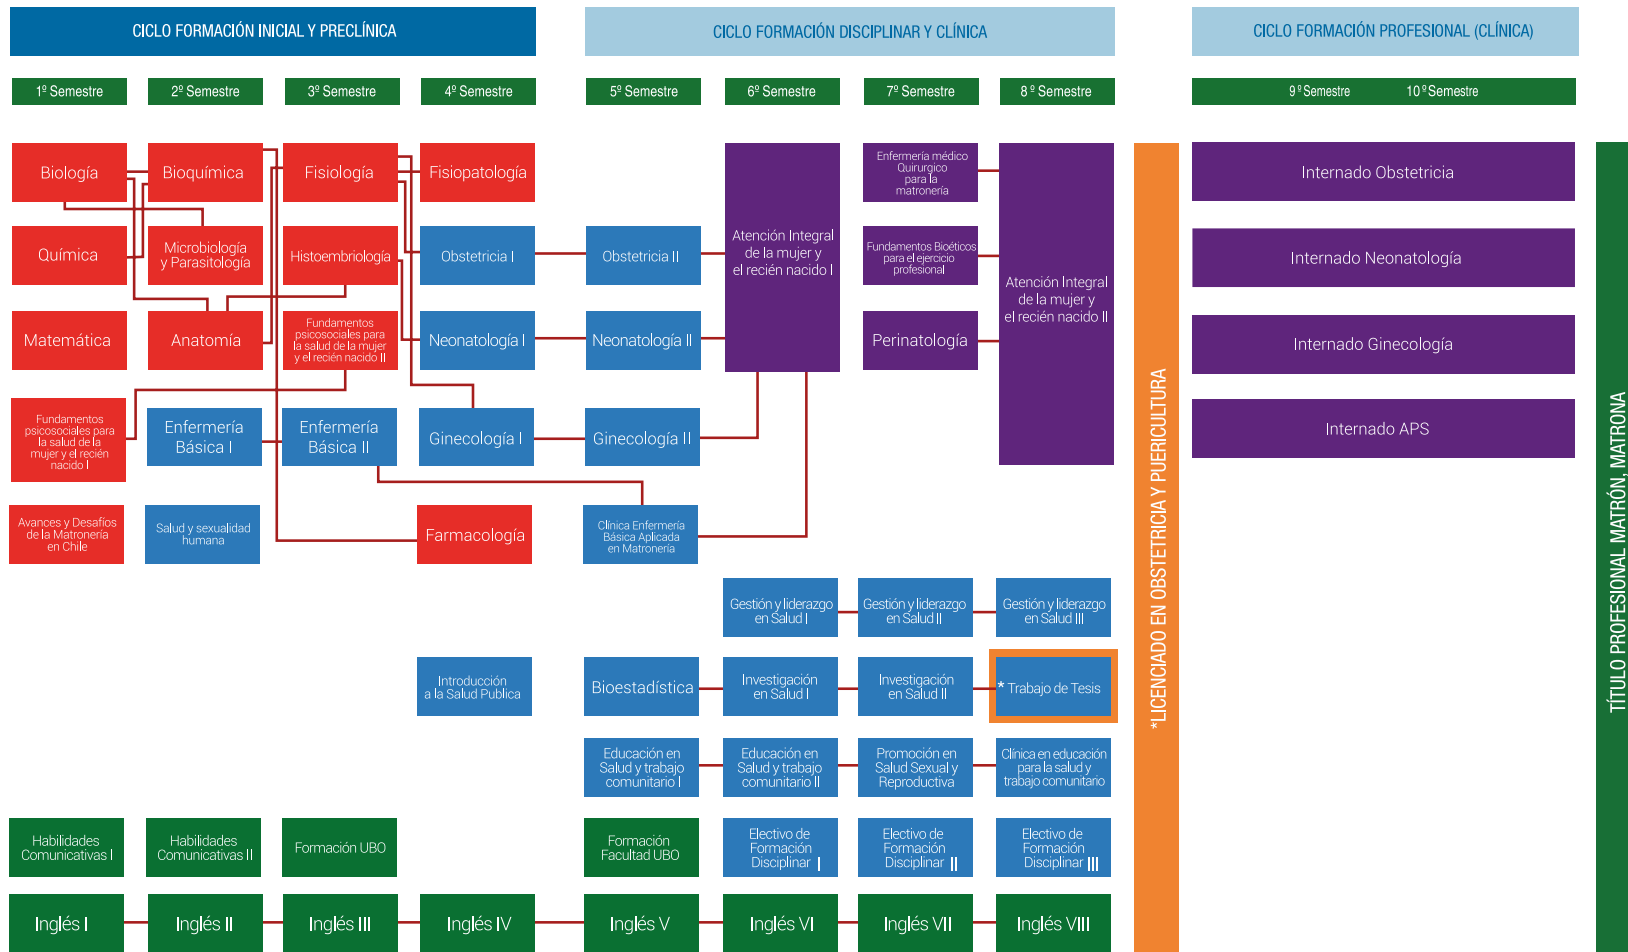 CICLO FORMACIÓN INICIAL Y PRECLÍNICA
CICLO FORMACIÓN DISCIPLINAR Y CLÍNICA
CICLO FORMACIÓN PROFESIONAL (CLÍNICA)
1º Semestre
2º Semestre
3º Semestre
4º Semestre
5º Semestre
6º Semestre
7º Semestre
8 º Semestre
9 º Semestre
10 º Semestre
Biología
Bioquímica
Fisiología
Fisiopatología
Enfermería médico
Quirurgico
para la
matronería
Internado Obstetricia
Química
Microbiología
y Parasitología
Histoembriología
Obstetricia I
Obstetricia II
Atención Integral
de la mujer y
el recién nacido I
Fundamentos Bioéticos
para el ejercicio
profesional
Atención Integral
de la mujer y
el recién nacido II
Internado Neonatología
Matemática
Anatomía
Fundamentos
psicosociales para
la salud de la mujer
y el recién nacido II
Neonatología I
Neonatología II
Perinatología
Internado Ginecología
Fundamentos
psicosociales para
la salud de la
mujer y el recién
nacido I
Enfermería
Básica I
Enfermería
Básica II
Ginecología I
Ginecología II
Internado APS
Avances y Desafíos
de la Matronería
en Chile
Salud y sexualidad
humana
Farmacología
Clínica Enfermería
Básica Aplicada
en Matronería
Gestión y liderazgo
en Salud I
Gestión y liderazgo
en Salud II
Gestión y liderazgo
en Salud III
Introducción
a la Salud Publica
Bioestadística
Investigación
en Salud I
Investigación
en Salud II
* Trabajo de Tesis
Educación en
Salud y trabajo
comunitario I
Educación en
Salud y trabajo
comunitario II
Promoción en
Salud Sexual y
Reproductiva
Clínica en educación
para la salud y
trabajo comunitario
Habilidades
Comunicativas I
Habilidades
Comunicativas II
Formación UBO
Formación
Facultad UBO
Electivo de
Formación
Disciplinar I
Electivo de
Formación
Disciplinar II
Electivo de
Formación
Disciplinar III
Inglés I
Inglés II
Inglés III
Inglés IV
Inglés V
Inglés VI
Inglés VII
Inglés VIII
*LICENCIADO EN OBSTETRICIA Y PUERICULTURA
TÍTULO PROFESIONAL MATRÓN, MATRONA